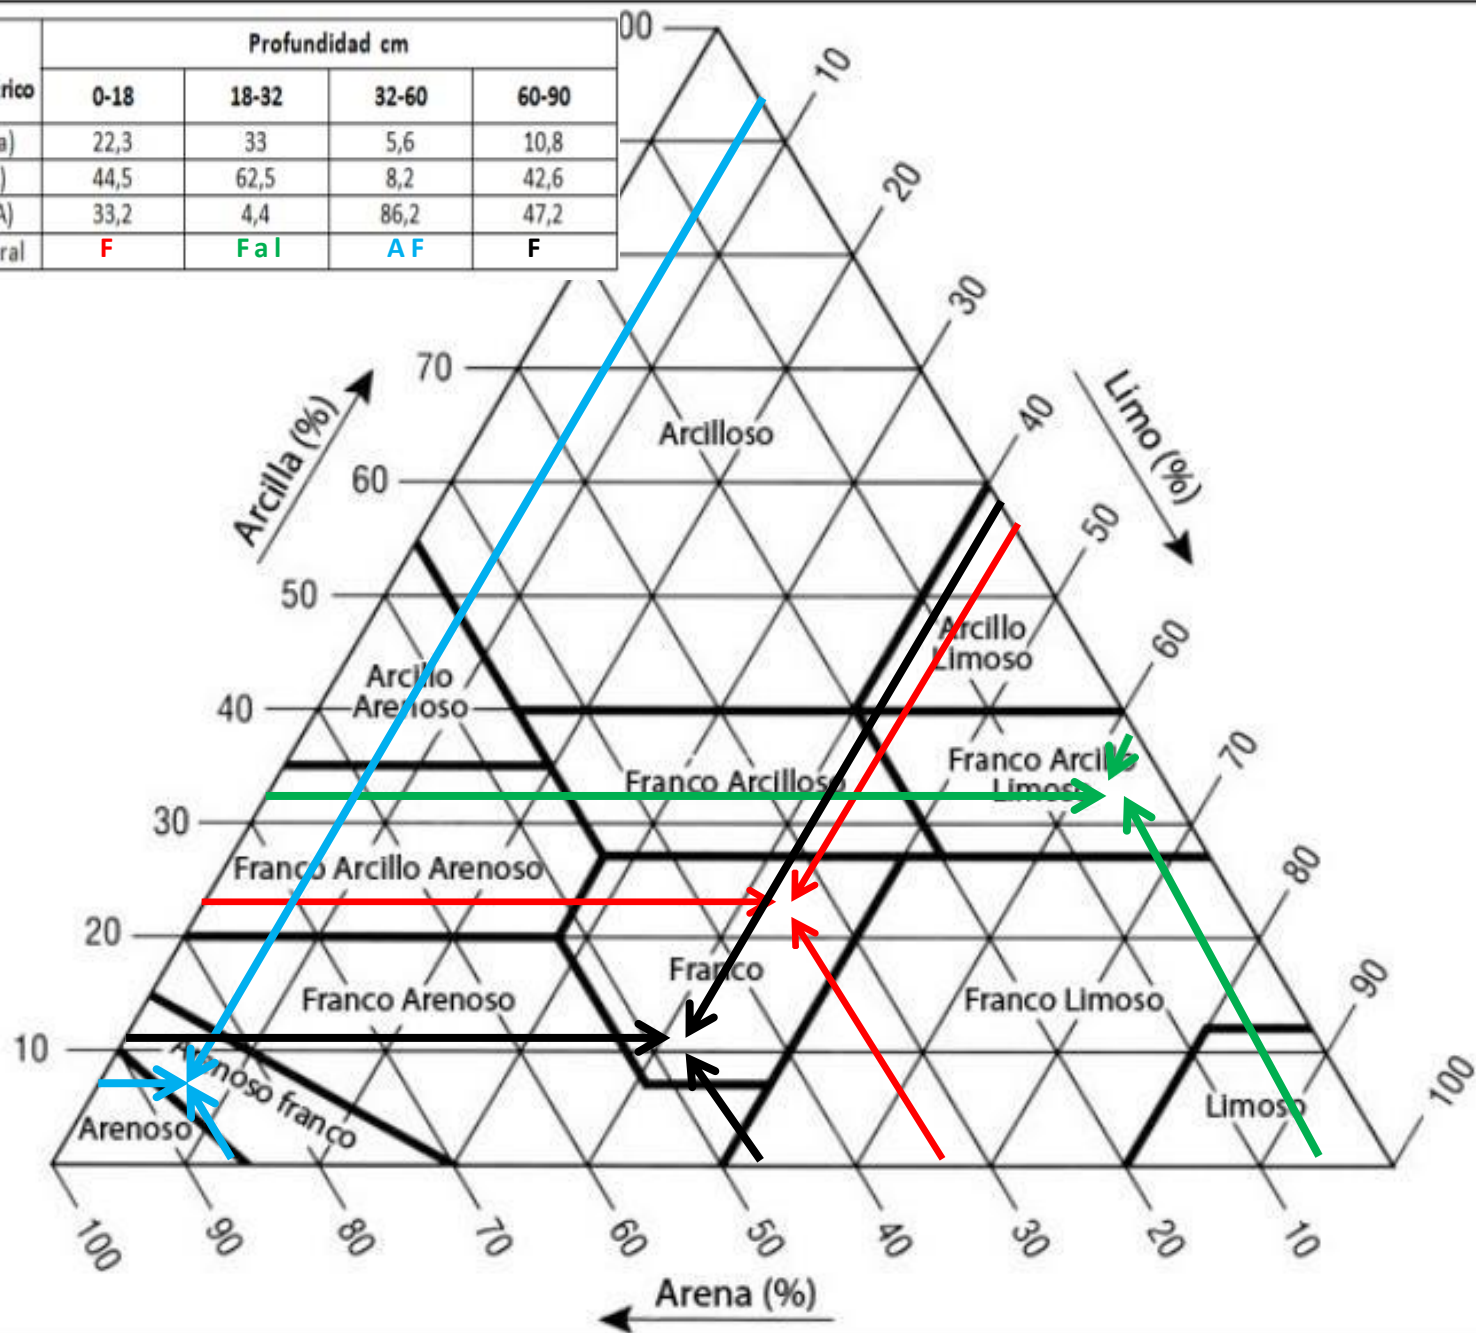 Profundidad cm
rico 0-18 18-32 32-60 60-90
a) 22,3 33 5,6 10,8
) 44,5 62,5 8,2 42,6
A) 33,2 4,4 86,2 47,2
ral F Fal AF F
00
10
20
30
70
40
Arcilloso
Arcilla (%)
Limo (%)
60
50
50
Arcillo
Limoso
60
Arcillo
Arenoso
40
70
Franco Arcilloso
Franco Arcillo
Limoso
30
Franco Arcillo Arenoso
80
20
Franco
90
Franco Arenoso
Franco Limoso
10
Arenoso franco
100
Arenoso
Limoso
100 90 80 70 60 50 40 30 20 10
Arena (%)